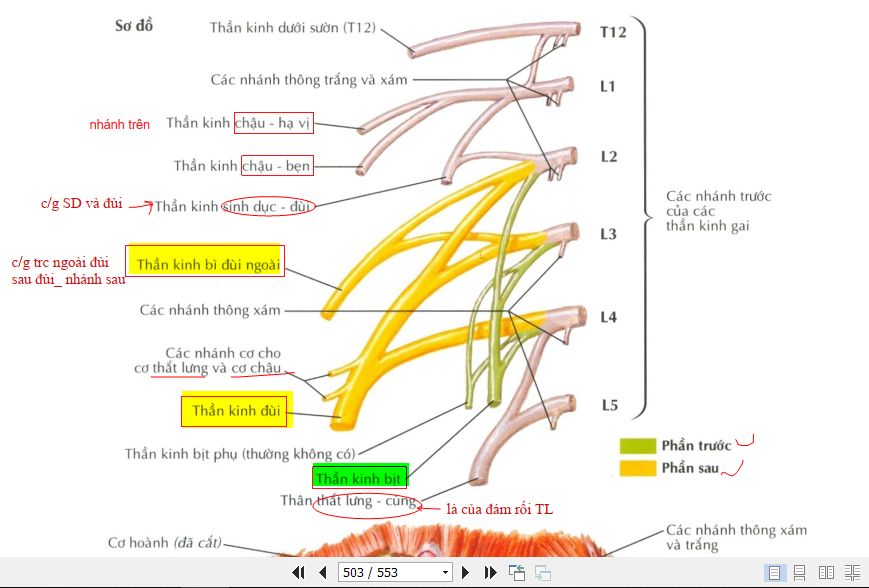 Sơ đồ
Thần kinh dưới sườn (T12)
T12
Các nhánh thông trắng và xám
L1
nhánh trên
Thần kinh chậu - hạ vị
Thần kinh chậu - bẹn
L2
c/g SD và đùi
Thần kinh sinh dục - đùi
Các nhánh trước
của các
thần kinh gai
L3
c/g trc ngoài đùi
sau đùi_ nhánh sau
Thần kinh bì đùi ngoài
Các nhánh thông xám
L4
Các nhánh cơ cho
cơ thắt lưng và cơ chậu
Thần kinh đùi
L5
Phần trước
Phần sau
Thần kinh bịt phụ (thường không có)
Thần kinh bịt
Thân thắt lưng - cùng
là của đám rối TL
Cơ hoành (đã cắt)
Các nhánh thông xám
và trắng
503 / 553